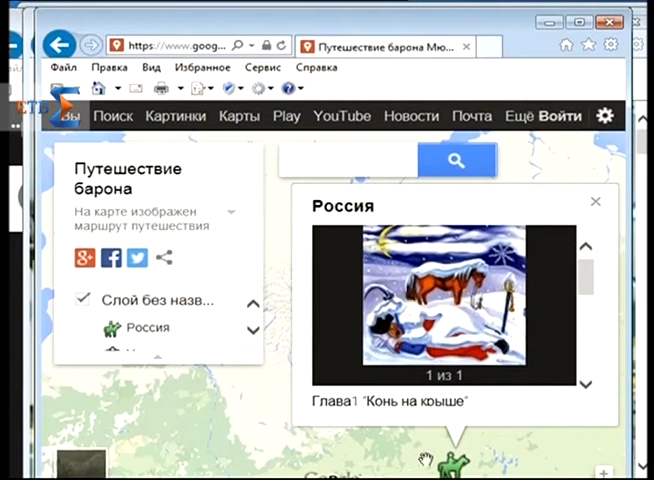 https://www.goog...
Путешествие барона Мю...
Файл Правка Вид Избранное Сервис Справка
ЕТБ
Вы Поиск Картинки Карты Play YouTube Новости Почта Ещё Войти
Путешествие
барона
На карте изображен
маршрут путешествия
Слой без назв...
Россия
Россия
1 из 1
Глава1 "Конь на крыше"